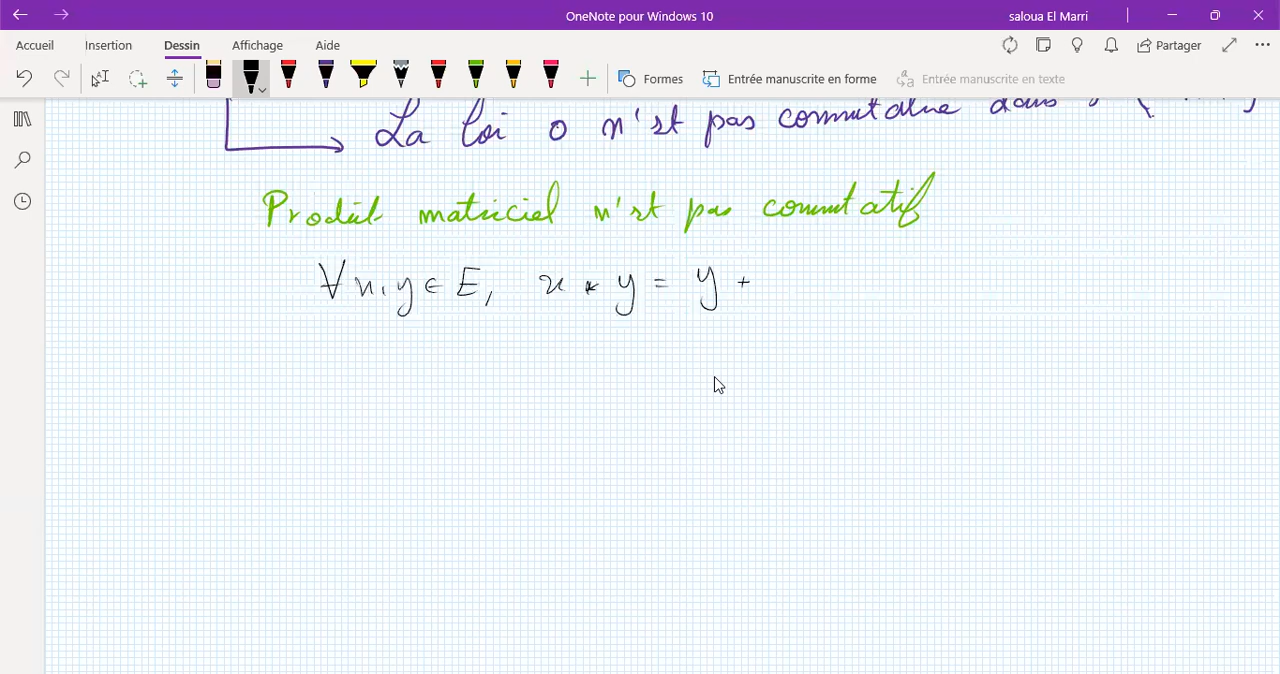 OneNote pour Windows 10
saloua El Marri
Accueil Insertion Dessin Affichage Aide Partager
Formes Entrée manuscrite en forme Entrée manuscrite en texte
La loi o n'est pas commutative dans
Produit matriciel n'est pas commutatif
∀ x, y ∈ E, x * y = y +